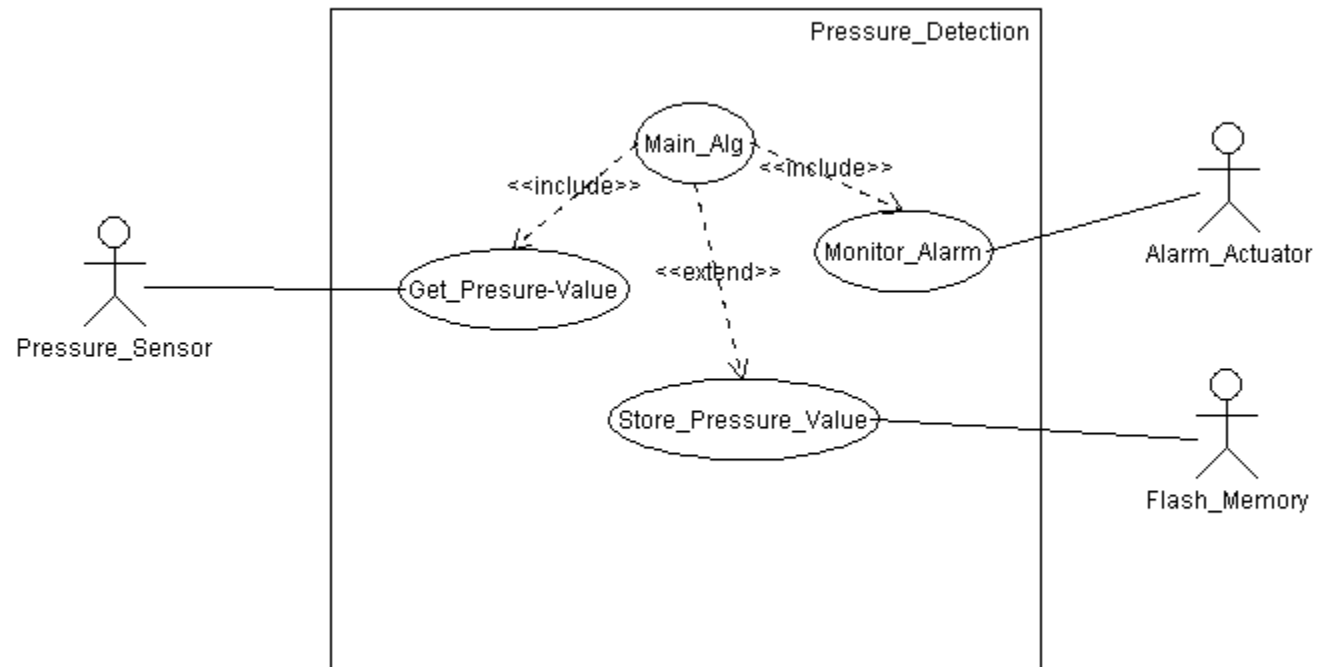 Pressure_Detection
Main_Alg
<<include>>
<<include>>
Monitor_Alarm
Alarm_Actuator
<<extend>>
Get_Presure-Value
Pressure_Sensor
Store_Pressure_Value
Flash_Memory